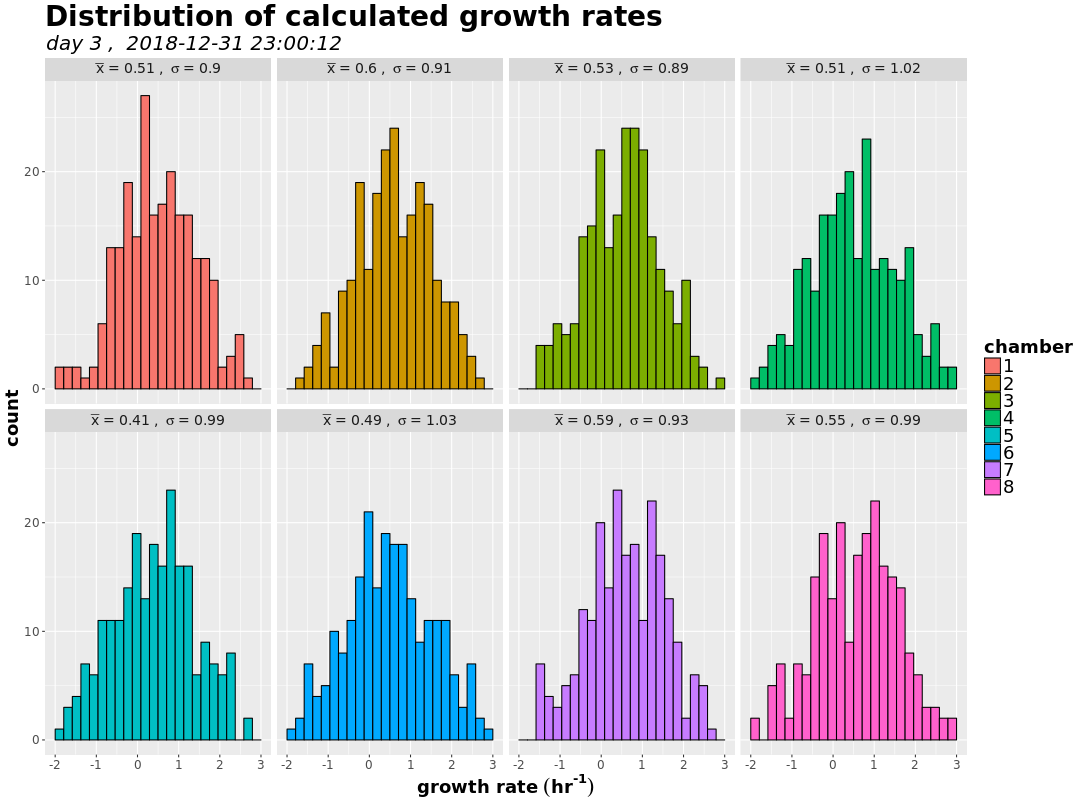 Distribution of calculated growth rates
day 3 , 2018-12-31 23:00:12
x̅ = 0.51 , σ = 0.9
x̅ = 0.6 , σ = 0.91
x̅ = 0.53 , σ = 0.89
x̅ = 0.51 , σ = 1.02
20
10
0
x̅ = 0.41 , σ = 0.99
x̅ = 0.49 , σ = 1.03
x̅ = 0.59 , σ = 0.93
x̅ = 0.55 , σ = 0.99
20
10
0
-2 -1 0 1 2 3
-2 -1 0 1 2 3
-2 -1 0 1 2 3
-2 -1 0 1 2 3
count
growth rate (hr⁻¹)
chamber
1
2
3
4
5
6
7
8